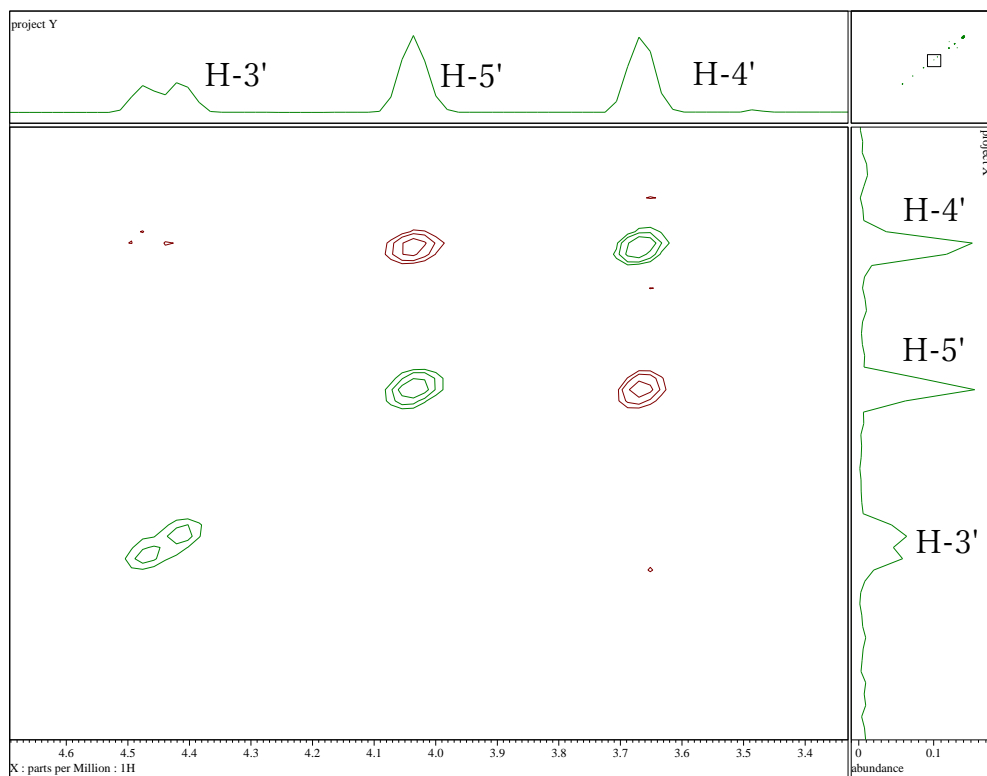 project Y
H-3'
H-5'
H-4'
project X
H-4'
H-5'
H-3'
4.6 4.5 4.4 4.3 4.2 4.1 4.0 3.9 3.8 3.7 3.6 3.5 3.4
X : parts per Million : 1H
0 0.1
abundance